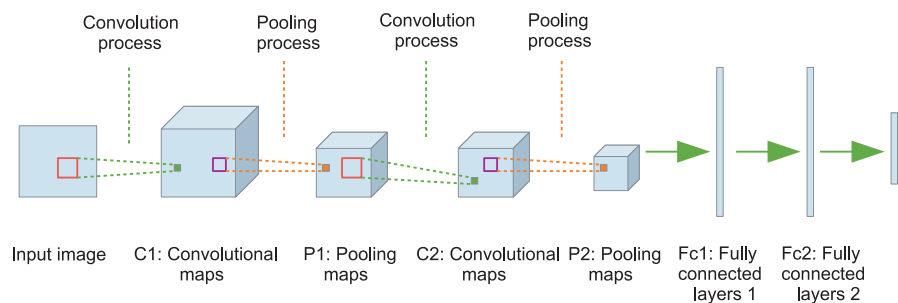 Convolution
process
Pooling
process
Convolution
process
Pooling
process
Input image
C1: Convolutional
maps
P1: Pooling
maps
C2: Convolutional
maps
P2: Pooling
maps
Fc1: Fully
connected
layers 1
Fc2: Fully
connected
layers 2